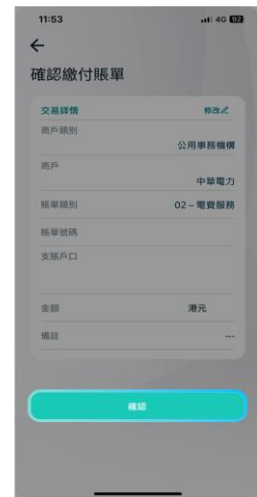 11:53
4G 92
確認繳付賬單
交易詳情
修改
商戶類別
公用事務機構
商戶
中華電力
賬單類別
02 – 電費服務
賬單號碼
支賬戶口
金額
港元
備註
---
確認